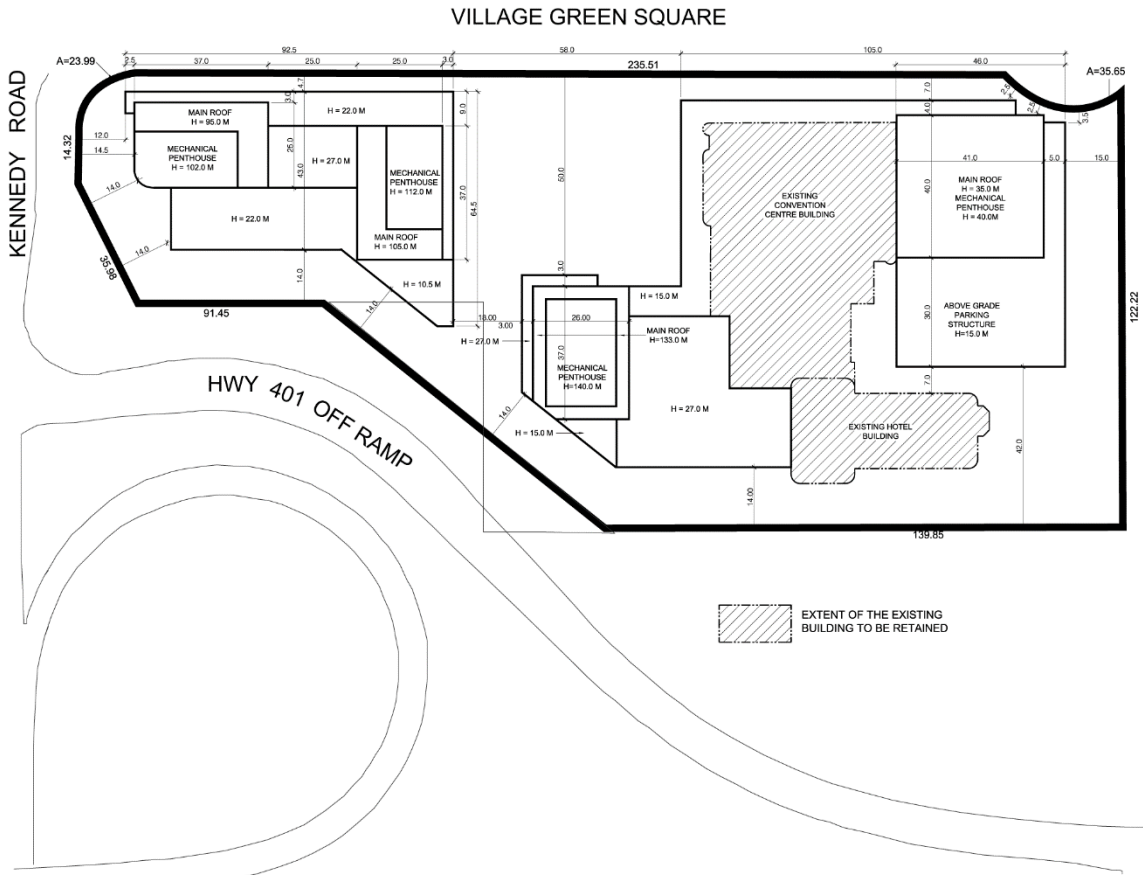 VILLAGE GREEN SQUARE
KENNEDY ROAD
HWY 401 OFF RAMP
A=23.99
92.5
58.0
105.0
A=35.65
2.5
37.0
25.0
25.0
3.0
235.51
46.0
14.7
3.0
9.0
7.0
4.0
2.5
2.5
3.5
MAIN ROOF
H = 95.0 M
H = 22.0 M
12.0
14.32
14.5
26.0
43.0
MECHANICAL
PENTHOUSE
H = 102.0 M
H = 27.0 M
MECHANICAL
PENTHOUSE
H = 112.0 M
37.0
64.5
50.0
14.0
H = 22.0 M
MAIN ROOF
H = 105.0 M
14.0
35.98
14.0
H = 10.5 M
14.0
91.45
EXISTING
CONVENTION
CENTRE BUILDING
41.0
5.0
15.0
40.0
MAIN ROOF
H = 35.0 M
MECHANICAL
PENTHOUSE
H = 40.0M
3.0
H = 15.0 M
18.00
3.00
26.00
H = 27.0 M
MAIN ROOF
H=133.0 M
37.0
MECHANICAL
PENTHOUSE
H=140.0 M
30.0
ABOVE GRADE
PARKING
STRUCTURE
H=15.0 M
122.22
7.0
14.0
H = 27.0 M
H = 15.0 M
EXISTING HOTEL
BUILDING
42.0
14.00
139.85
EXTENT OF THE EXISTING
BUILDING TO BE RETAINED